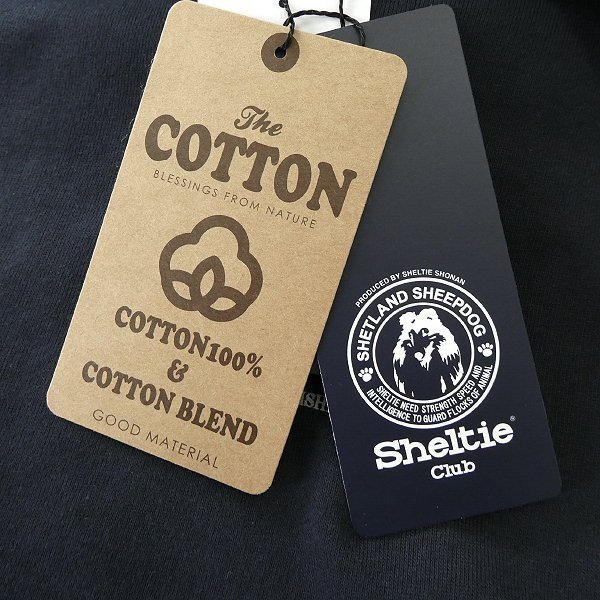 The
COTTON
BLESSINGS FROM NATURE
COTTON100%
&
COTTON BLEND
GOOD MATERIAL
PRODUCED BY SHELTIE SHONAN
SHETLAND SHEEPDOG
SHELTIE NEED STRENGTH SPEED AND
INTELLIGENCE TO GUARD FLOCKS OF ANIMAL
Sheltie®
Club